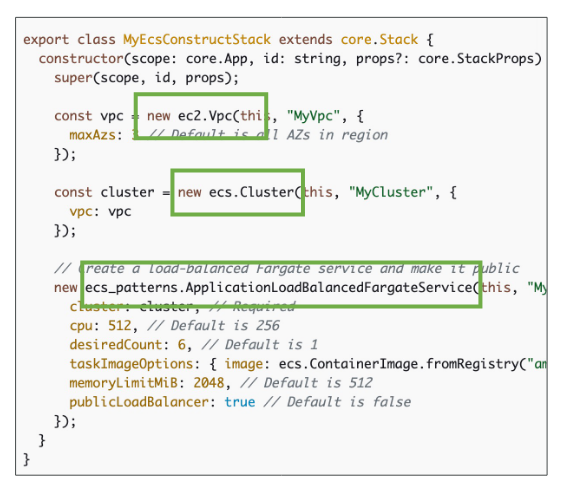 export class MyEcsConstructStack extends core.Stack {
constructor(scope: core.App, id: string, props?: core.StackProps)
super(scope, id, props);
const vpc = new ec2.Vpc(this, "MyVpc", {
maxAzs: 3 // Default is all AZs in region
});
const cluster = new ecs.Cluster(this, "MyCluster", {
vpc: vpc
});
// Create a load-balanced Fargate service and make it public
new ecs_patterns.ApplicationLoadBalancedFargateService(this, "My
cluster: cluster, // Required
cpu: 512, // Default is 256
desiredCount: 6, // Default is 1
taskImageOptions: { image: ecs.ContainerImage.fromRegistry("am
memoryLimitMiB: 2048, // Default is 512
publicLoadBalancer: true // Default is false
});
}
}